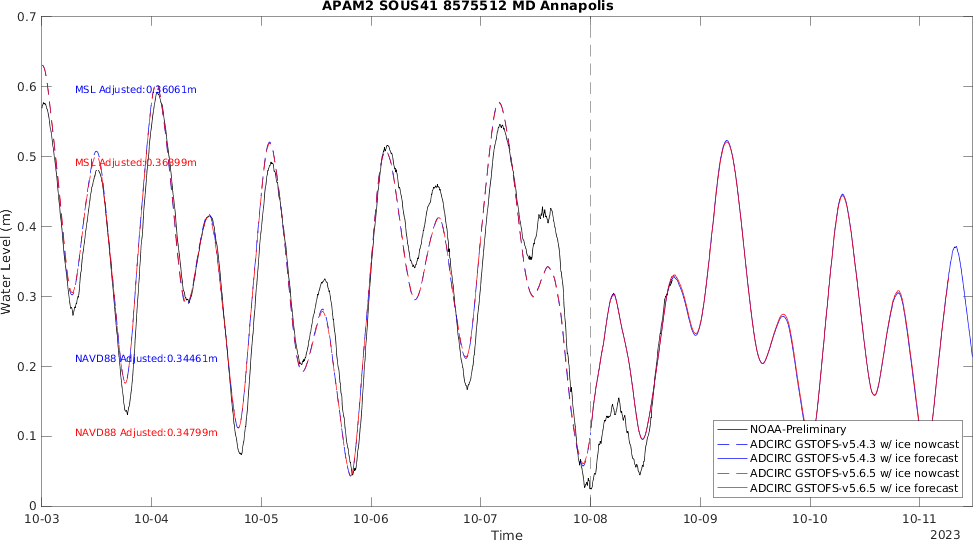 APAM2 SOUS41 8575512 MD Annapolis
0.7
0.6
0.5
0.4
0.3
0.2
0.1
0
Water Level (m)
MSL Adjusted:0.36061m
MSL Adjusted:0.36399m
NAVD88 Adjusted:0.34461m
NAVD88 Adjusted:0.34799m
NOAA-Preliminary
ADCIRC GSTOFS-v5.4.3 w/ ice nowcast
ADCIRC GSTOFS-v5.4.3 w/ ice forecast
ADCIRC GSTOFS-v5.6.5 w/ ice nowcast
ADCIRC GSTOFS-v5.6.5 w/ ice forecast
10-03 10-04 10-05 10-06 10-07 10-08 10-09 10-10 10-11
Time
2023